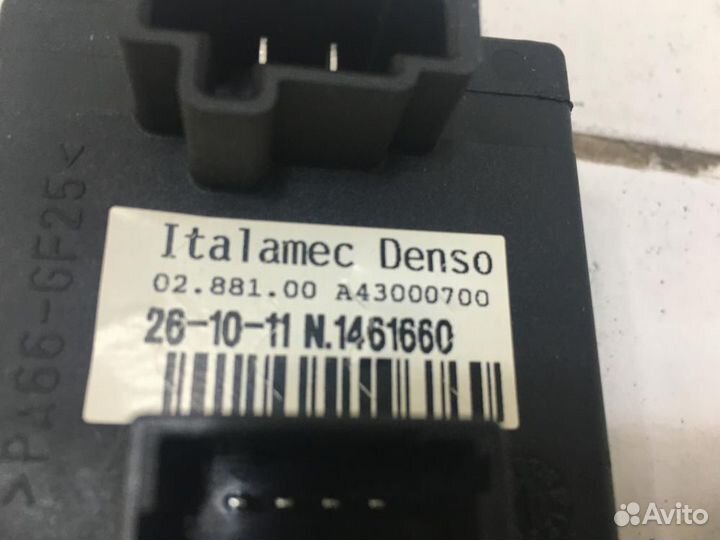 Italamec Denso
02.881.00 A43000700
26-10-11 N.1461660
>PA66-GF25<
Avito